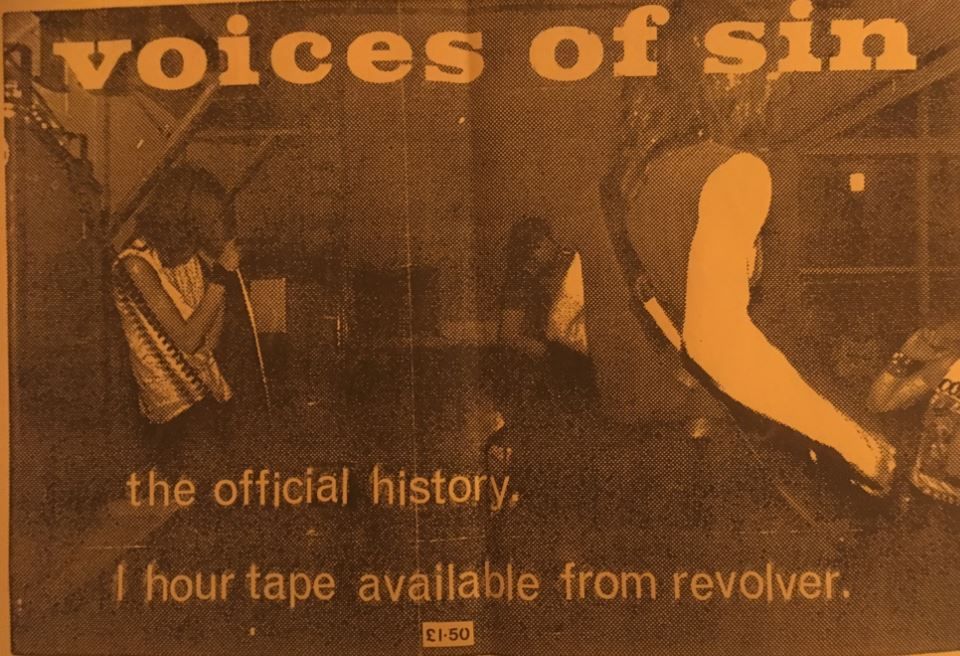 voices of sin
the official history.
1 hour tape available from revolver.
£1·50